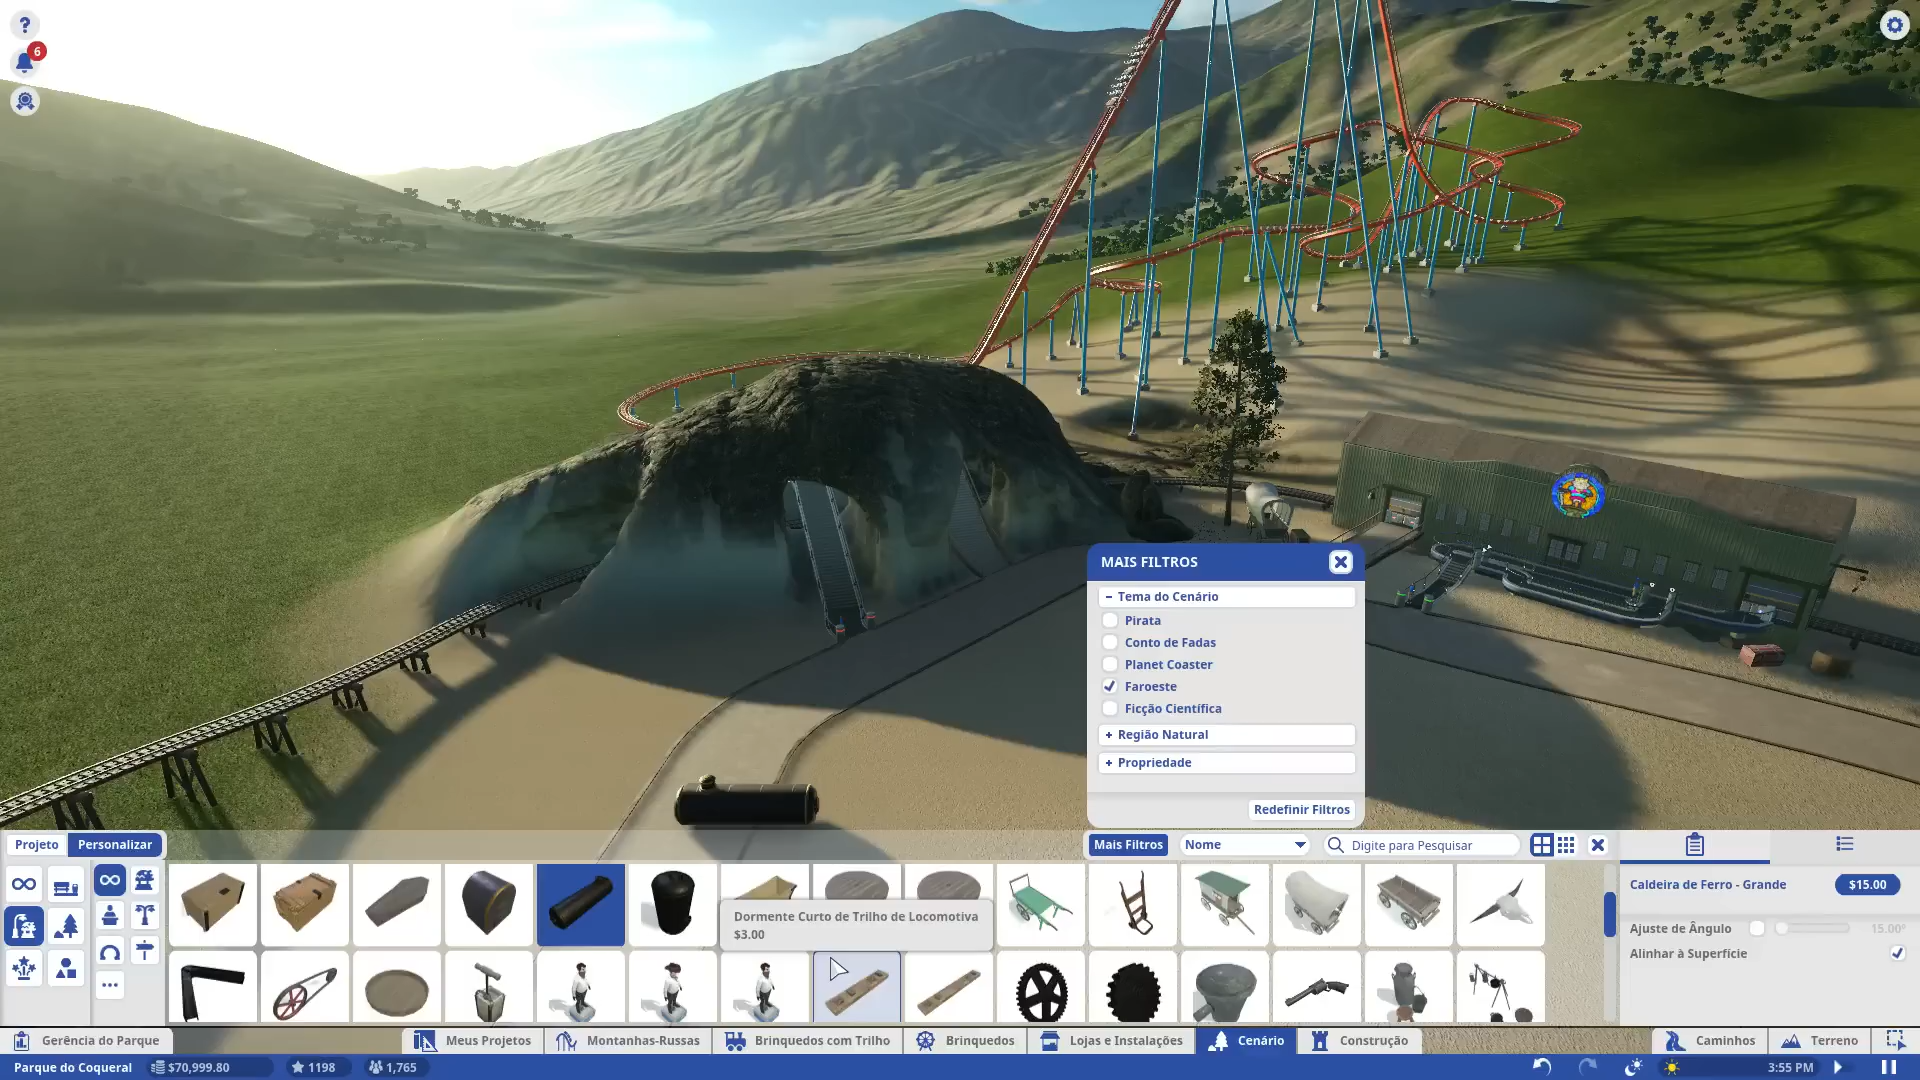 ?
6
MAIS FILTROS
− Tema do Cenário
Pirata
Conto de Fadas
Planet Coaster
Faroeste
Ficção Científica
+ Região Natural
+ Propriedade
Redefinir Filtros
Projeto
Personalizar
Mais Filtros
Nome
Digite para Pesquisar
Dormente Curto de Trilho de Locomotiva
$3.00
Caldeira de Ferro - Grande
$15.00
Ajuste de Ângulo
15.00°
Alinhar à Superfície
Gerência do Parque
Meus Projetos
Montanhas-Russas
Brinquedos com Trilho
Brinquedos
Lojas e Instalações
Cenário
Construção
Caminhos
Terreno
Parque do Coqueral
$70,999.80
1198
1,765
3:55 PM